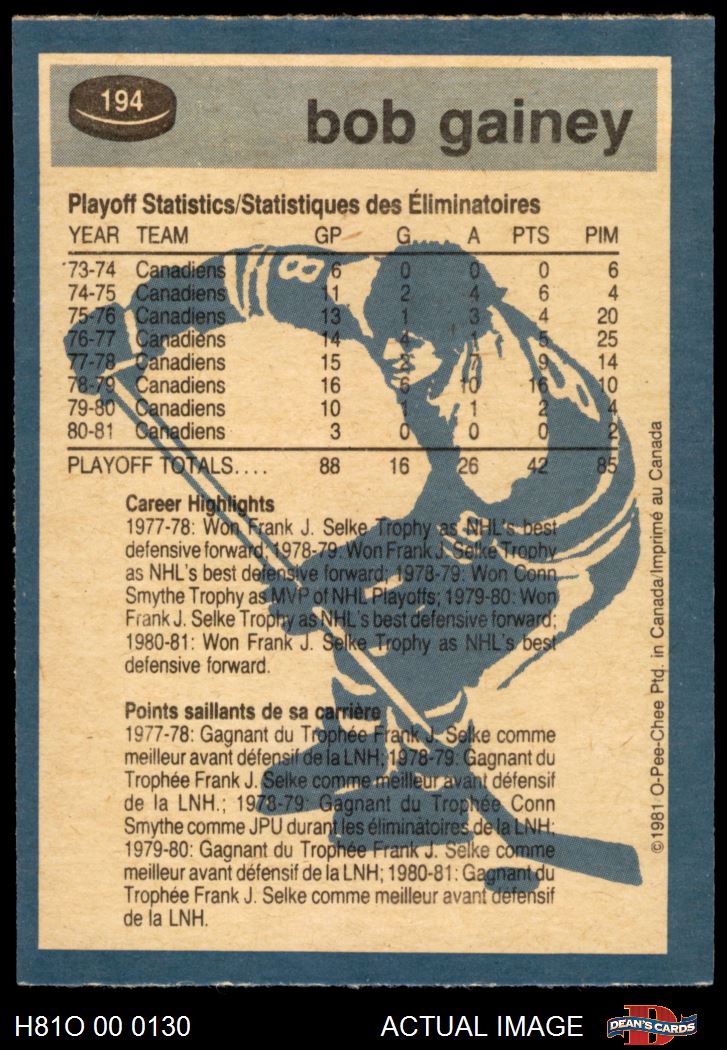 194
bob gainey
Playoff Statistics/Statistiques des Éliminatoires
YEAR TEAM GP G A PTS PIM
73-74 Canadiens 6 0 0 0 6
74-75 Canadiens 11 2 4 6 4
75-76 Canadiens 13 1 3 4 20
76-77 Canadiens 14 4 1 5 25
77-78 Canadiens 15 2 7 9 14
78-79 Canadiens 16 6 10 16 10
79-80 Canadiens 10 1 1 2 4
80-81 Canadiens 3 0 0 0 2
PLAYOFF TOTALS.... 88 16 26 42 85
Career Highlights
1977-78: Won Frank J. Selke Trophy as NHL's best
defensive forward; 1978-79: Won Frank J. Selke Trophy
as NHL's best defensive forward; 1978-79: Won Conn
Smythe Trophy as MVP of NHL Playoffs; 1979-80: Won
Frank J. Selke Trophy as NHL's best defensive forward;
1980-81: Won Frank J. Selke Trophy as NHL's best
defensive forward.
Points saillants de sa carrière
1977-78: Gagnant du Trophée Frank J. Selke comme
meilleur avant défensif de la LNH; 1978-79: Gagnant du
Trophée Frank J. Selke comme meilleur avant défensif
de la LNH.; 1978-79: Gagnant du Trophée Conn
Smythe comme JPU durant les éliminatoires de la LNH;
1979-80: Gagnant du Trophée Frank J. Selke comme
meilleur avant défensif de la LNH; 1980-81: Gagnant du
Trophée Frank J. Selke comme meilleur avant défensif
de la LNH.
©1981 O-Pee-Chee Ptd. in Canada/Imprimé au Canada
8
8
H81O 00 0130
ACTUAL IMAGE
D
DEAN'S CARDS